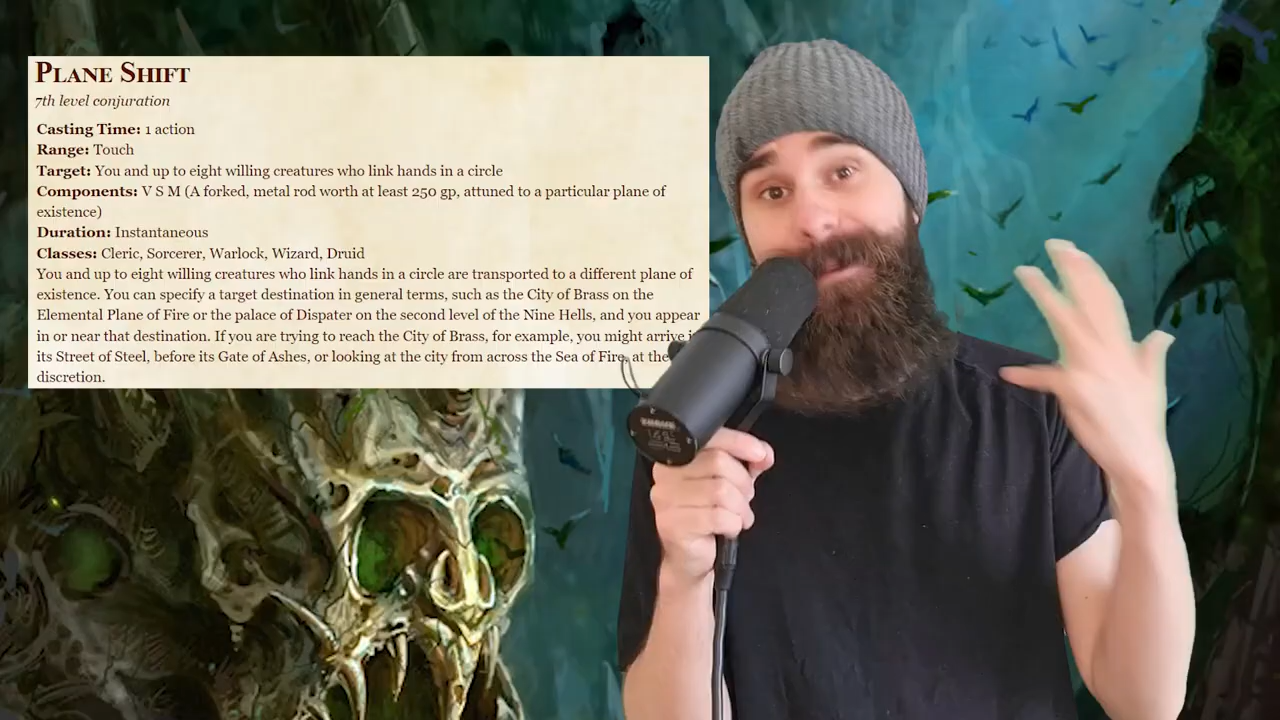 PLANE SHIFT
7th level conjuration
Casting Time: 1 action
Range: Touch
Target: You and up to eight willing creatures who link hands in a circle
Components: V S M (A forked, metal rod worth at least 250 gp, attuned to a particular plane of
existence)
Duration: Instantaneous
Classes: Cleric, Sorcerer, Warlock, Wizard, Druid
You and up to eight willing creatures who link hands in a circle are transported to a different plane of
existence. You can specify a target destination in general terms, such as the City of Brass on the
Elemental Plane of Fire or the palace of Dispater on the second level of the Nine Hells, and you appear
in or near that destination. If you are trying to reach the City of Brass, for example, you might arrive
its Street of Steel, before its Gate of Ashes, or looking at the city from across the Sea of Fire, at the
discretion.